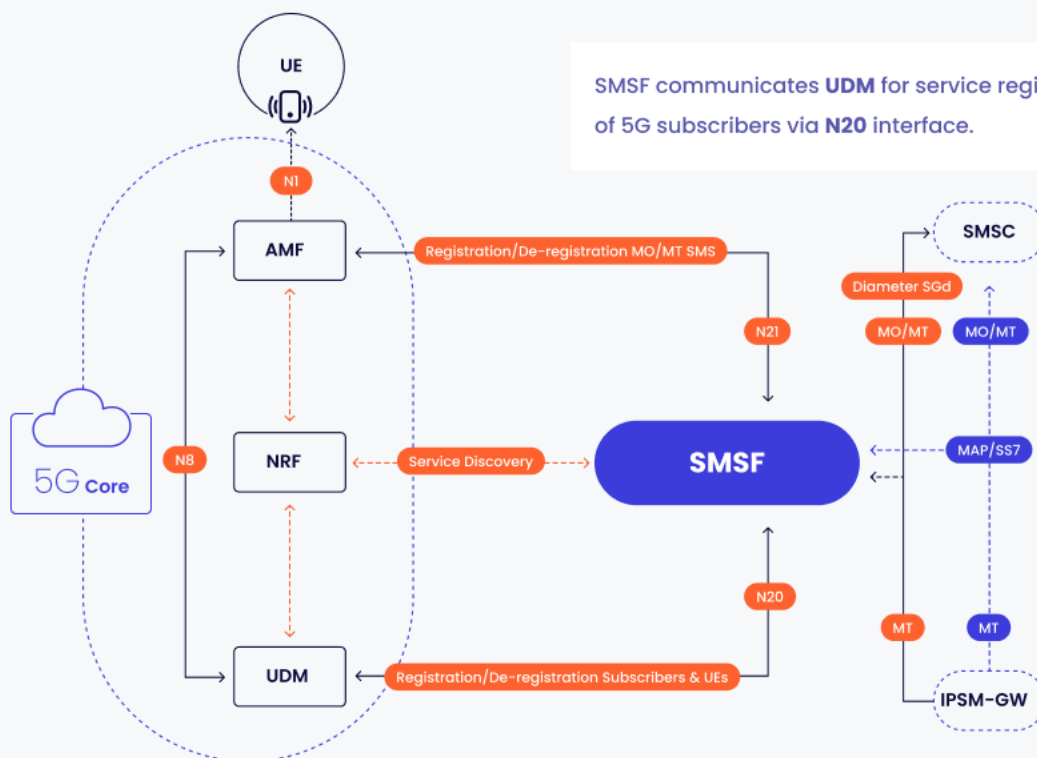 UE
SMSF communicates UDM for service regi
of 5G subscribers via N20 interface.
N1
AMF
Registration/De-registration MO/MT SMS
SMSC
Diameter SGd
N21
MO/MT
MO/MT
5G Core
N8
NRF
Service Discovery
SMSF
MAP/SS7
N20
MT
MT
UDM
Registration/De-registration Subscribers & UEs
IPSM-GW